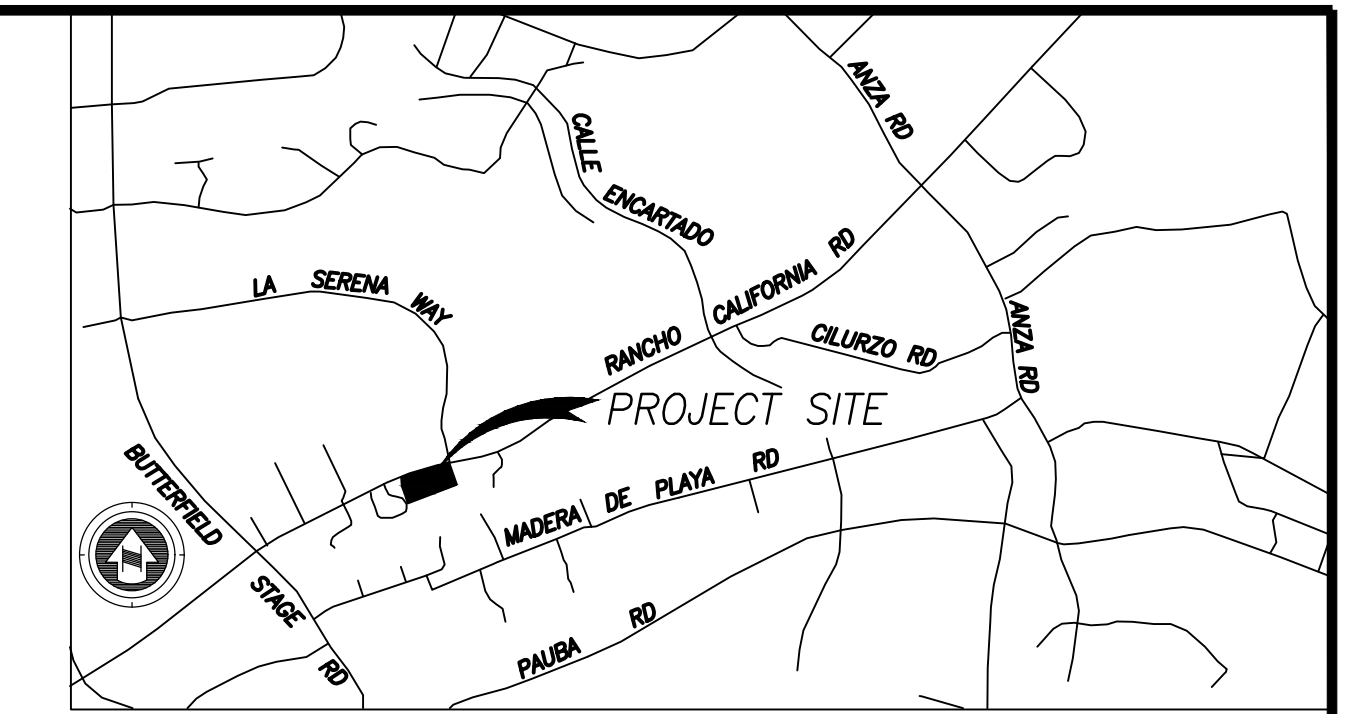 ANZA RD
CALLE ENCARTADO
RANCHO CALIFORNIA RD
LA SERENA WAY
CILURZO RD
ANZA RD
PROJECT SITE
BUTTERFIELD STAGE RD
MADERA DE PLAYA RD
PAUBA RD